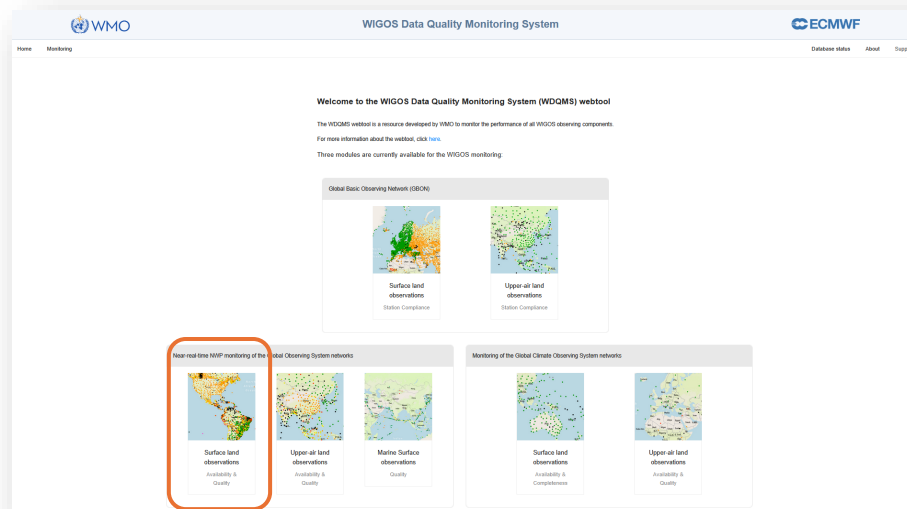 WMO
WIGOS Data Quality Monitoring System
ECMWF
Home Monitoring
Database status About Supp
Welcome to the WIGOS Data Quality Monitoring System (WDQMS) webtool
The WDQMS webtool is a resource developed by WMO to monitor the performance of all WIGOS observing components.
For more information about the webtool, click here.
Three modules are currently available for the WIGOS monitoring:
Global Basic Observing Network (GBON)
Surface land
observations
Station Compliance
Upper-air land
observations
Station Compliance
Near-real-time NWP monitoring of the Global Observing System networks
Surface land
observations
Availability &
Quality
Upper-air land
observations
Availability &
Quality
Marine Surface
observations
Quality
Monitoring of the Global Climate Observing System networks
Surface land
observations
Availability &
Completeness
Upper-air land
observations
Availability &
Quality